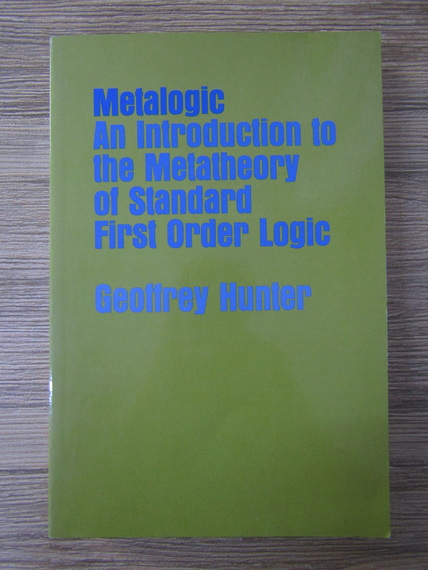 Metalogic
An Introduction to
the Metatheory
of Standard
First Order Logic
Geoffrey Hunter